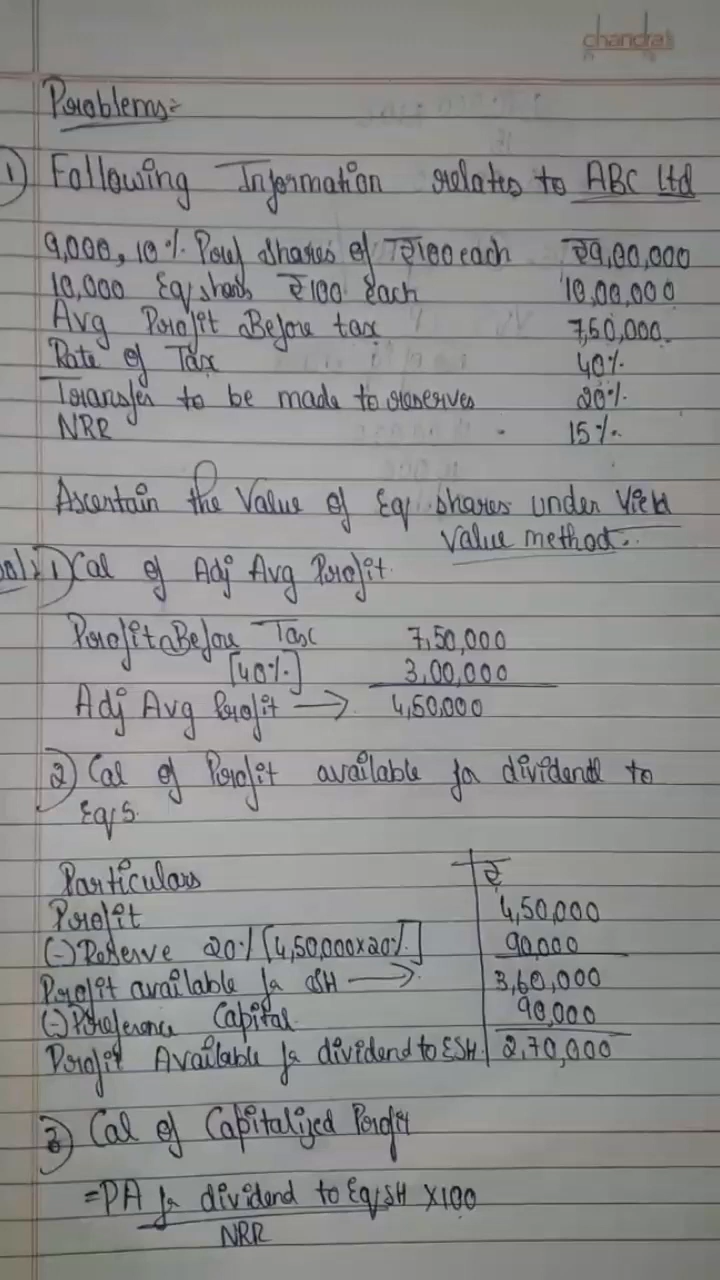 chandra
Problems:-
1) Following Information relates to ABC Ltd
9,000, 10% Pref shares of ₹100 each ₹9,00,000
10,000 Eq shares ₹100 each 10,00,000
Avg Profit Before tax 7,50,000
Rate of Tax 40%
Transfer to be made to reserves 20%
NRR 15%
Ascertain the Value of Eq shares under Yield
Value method.
Sol: 1) Cal of Adj Avg Profit.
Profit Before Tax 7,50,000
[40%] 3,00,000
Adj Avg Profit → 4,50,000
2) Cal of Profit available for dividend to
Eq S.
Particulars ₹
Profit 4,50,000
(-) Reserve 20% [4,50,000x20%] 90,000
Profit available for SH → 3,60,000
(-) Preference Capital 90,000
Profit Available for dividend to ESH 2,70,000
3) Cal of Capitalized Profit
= PA for dividend to Eq SH X100
NRR